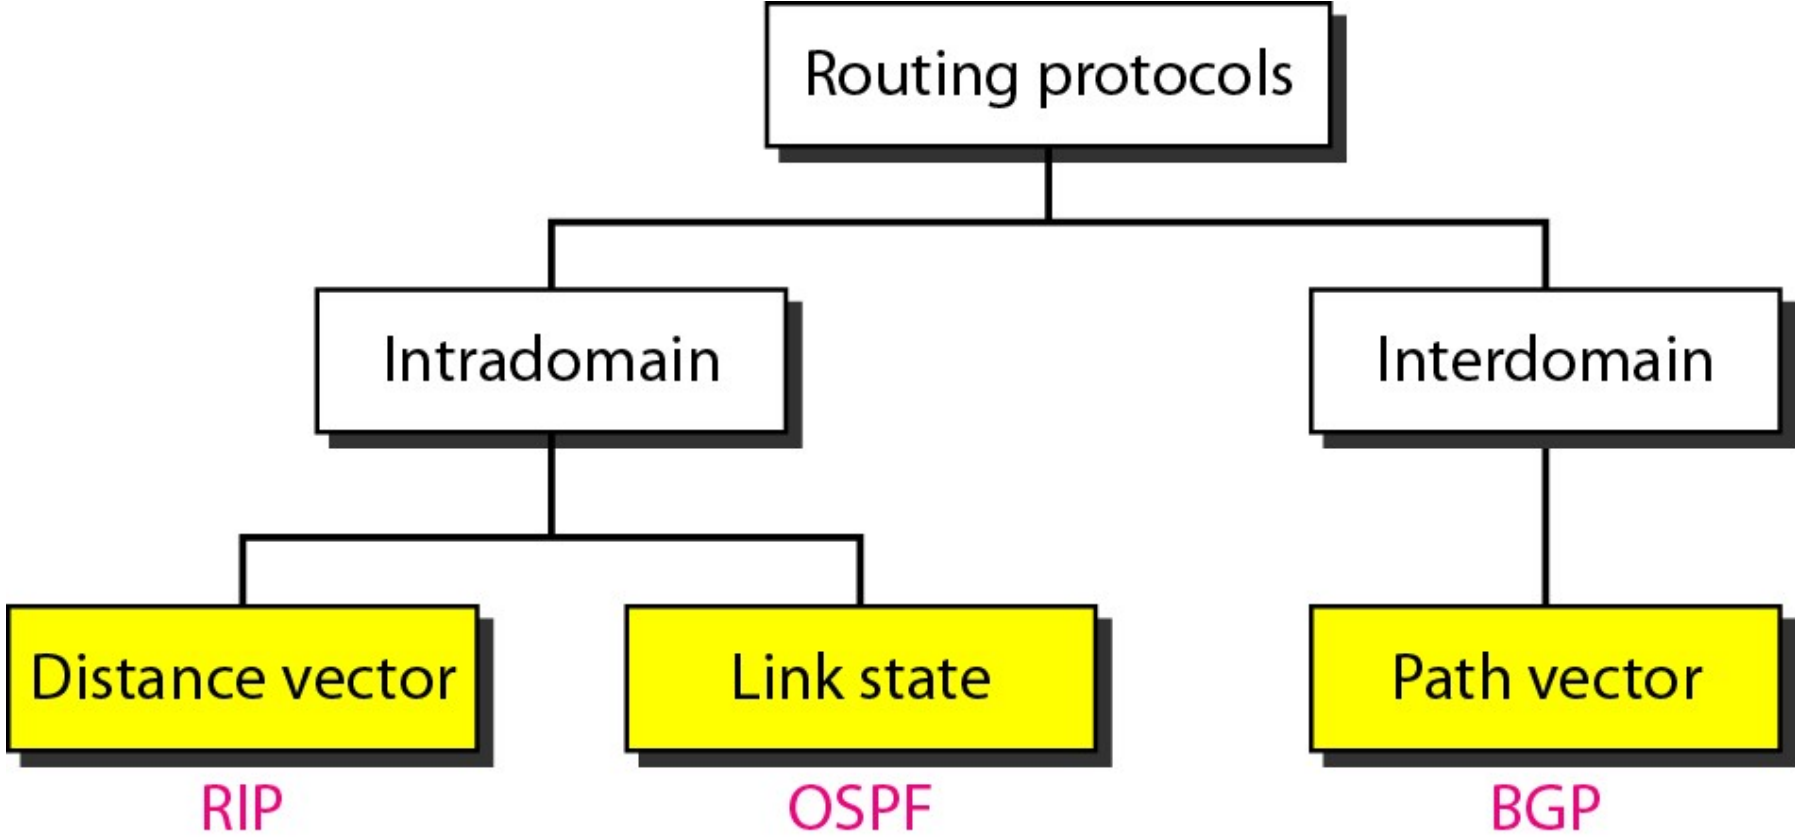 Routing protocols
Intradomain
Interdomain
Distance vector
Link state
Path vector
RIP
OSPF
BGP